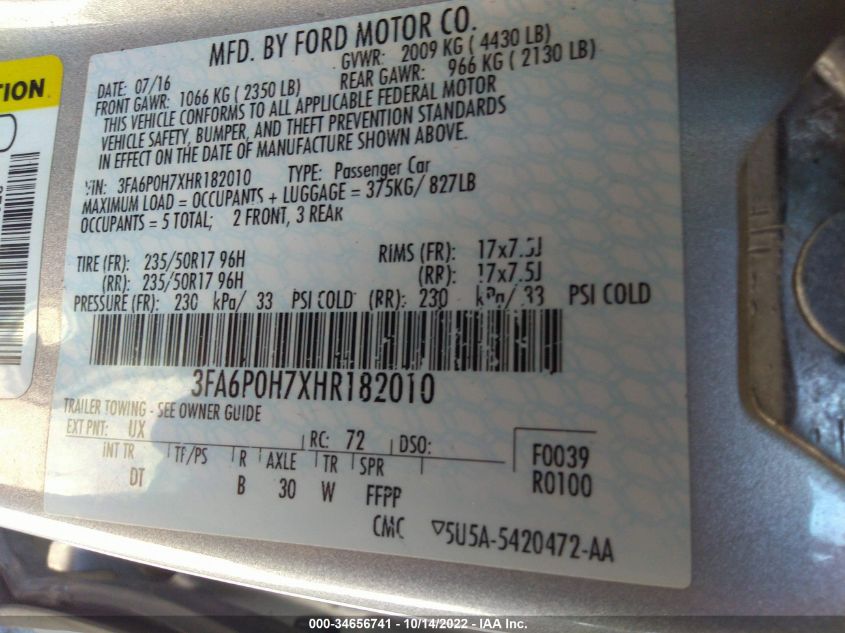 MFD. BY FORD MOTOR CO.
DATE: 07/16 GVWR: 2009 KG ( 4430 LB)
FRONT GAWR: 1066 KG ( 2350 LB) REAR GAWR: 966 KG ( 2130 LB)
THIS VEHICLE CONFORMS TO ALL APPLICABLE FEDERAL MOTOR
VEHICLE SAFETY, BUMPER, AND THEFT PREVENTION STANDARDS
IN EFFECT ON THE DATE OF MANUFACTURE SHOWN ABOVE.
VIN: 3FA6P0H7XHR182010 TYPE: Passenger Car
MAXIMUM LOAD = OCCUPANTS + LUGGAGE = 375KG/ 827LB
OCCUPANTS = 5 TOTAL; 2 FRONT, 3 REAR
TIRE (FR): 235/50R17 96H RIMS (FR): 17x7.5J
(RR): 235/50R17 96H (RR): 17x7.5J
PRESSURE (FR): 230 kPa/ 33 PSI COLD (RR): 230 kPa/ 33 PSI COLD
3FA6P0H7XHR182010
TRAILER TOWING - SEE OWNER GUIDE
EXT PNT: UX RC: 72 DSO:
INT TR TF/PS R AXLE TR SPR F0039
DT B 30 W FFPP R0100
CMC ▽5U5A-5420472-AA
TION
000-34656741 / 10/14/2022 - IAA Inc.